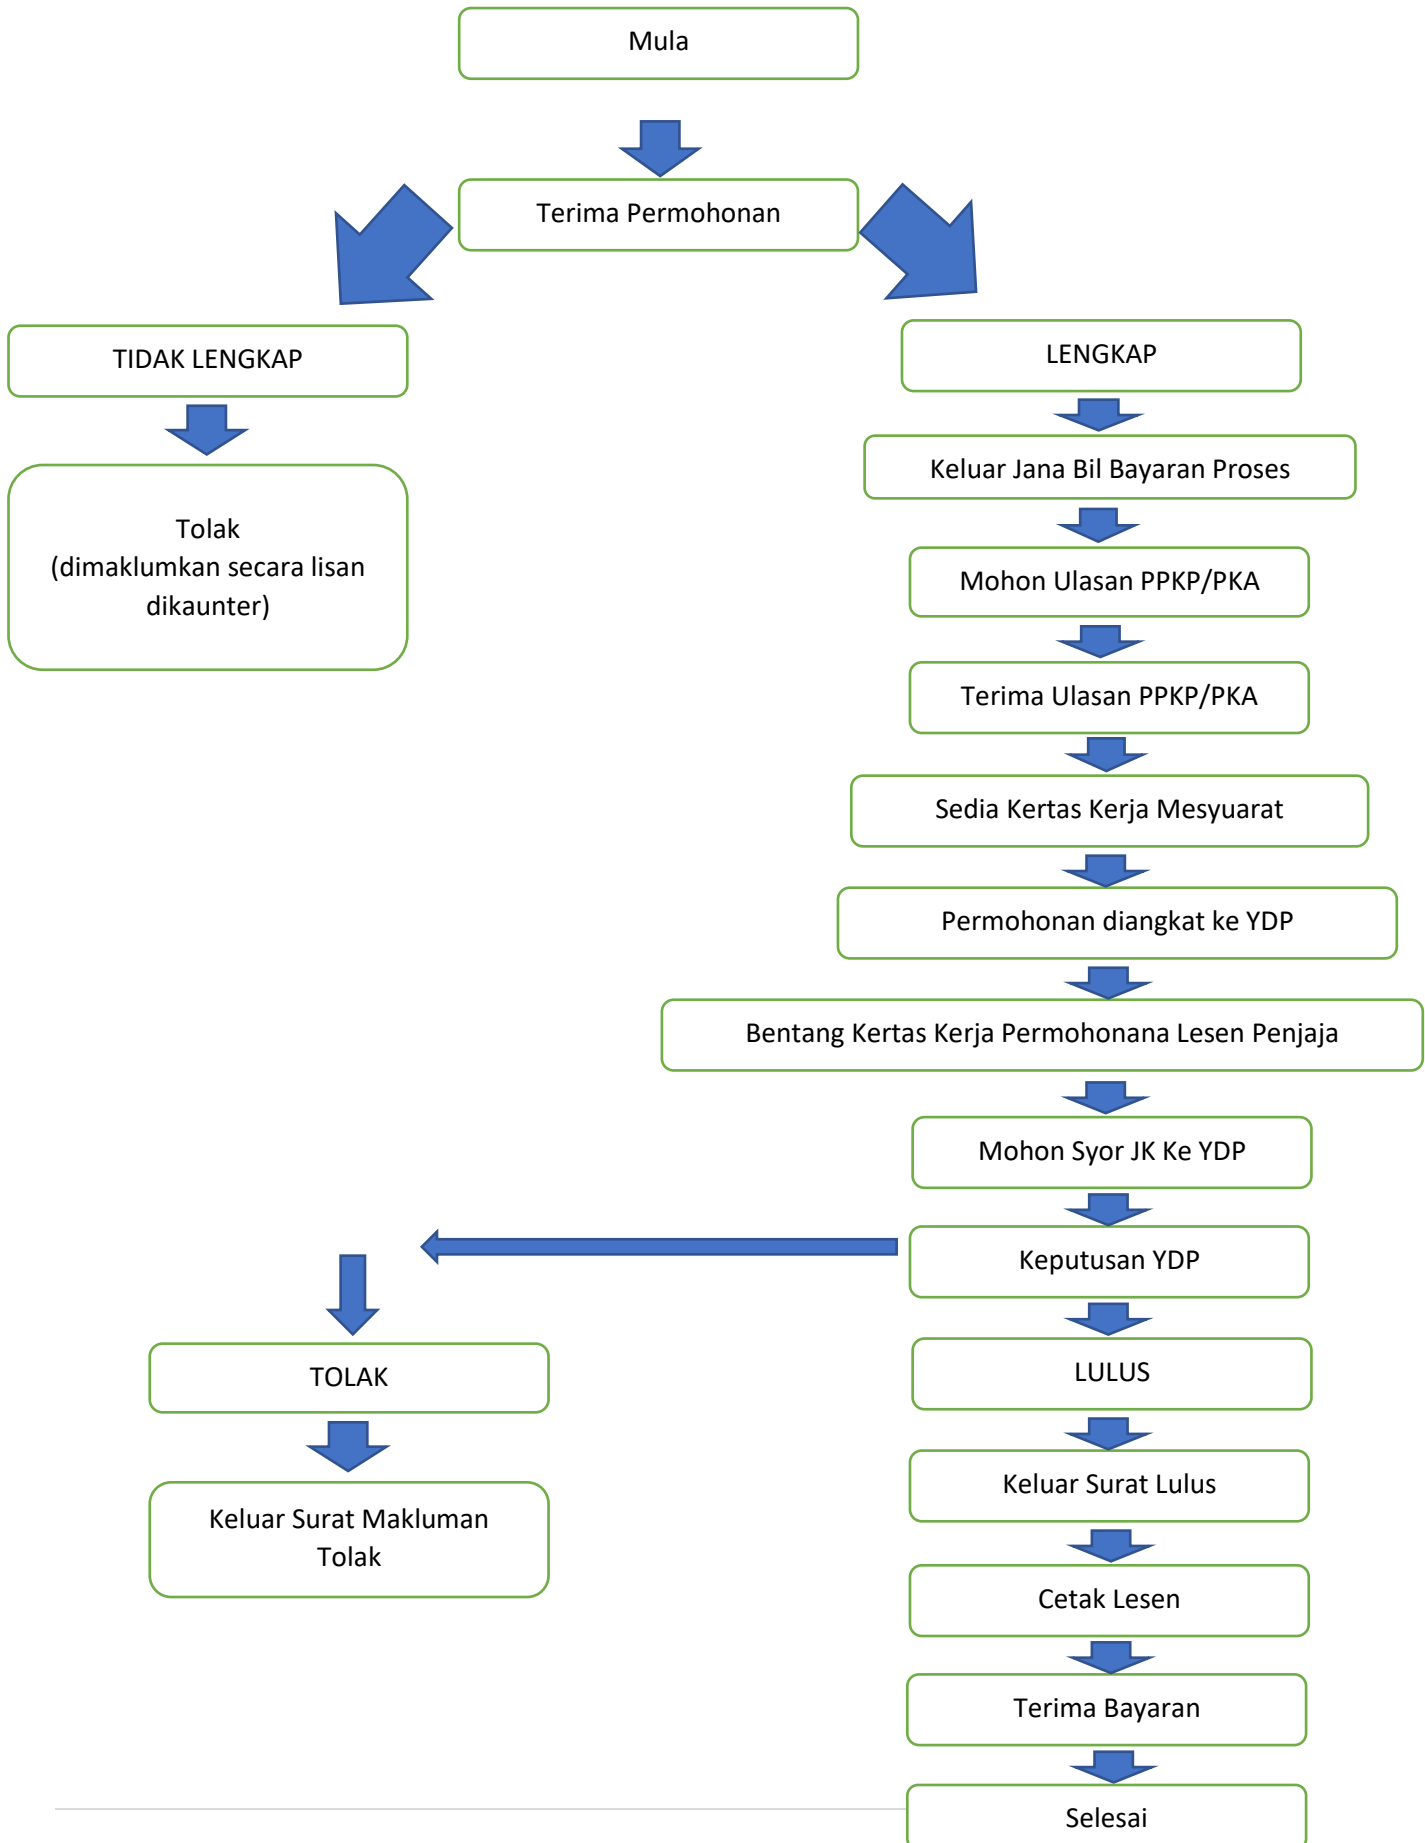 Mula
Terima Permohonan
TIDAK LENGKAP
Tolak
(dimaklumkan secara lisan
dikaunter)
LENGKAP
Keluar Jana Bil Bayaran Proses
Mohon Ulasan PPKP/PKA
Terima Ulasan PPKP/PKA
Sedia Kertas Kerja Mesyuarat
Permohonan diangkat ke YDP
Bentang Kertas Kerja Permohonana Lesen Penjaja
Mohon Syor JK Ke YDP
Keputusan YDP
TOLAK
Keluar Surat Makluman
Tolak
LULUS
Keluar Surat Lulus
Cetak Lesen
Terima Bayaran
Selesai